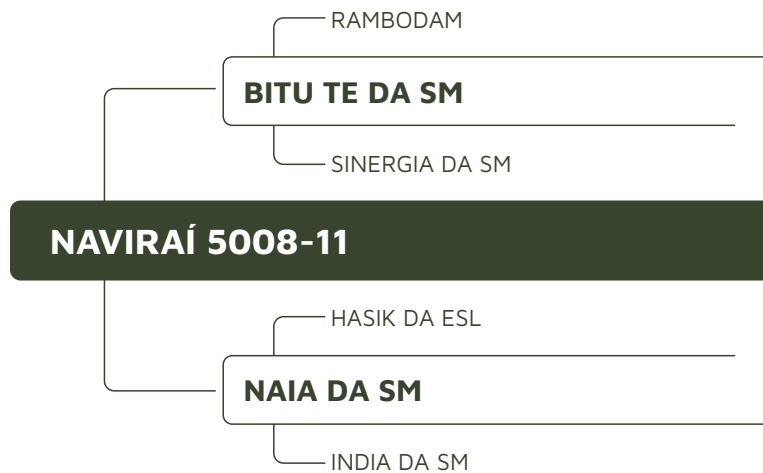 RAMBODAM
BITU TE DA SM
SINERGIA DA SM
NAVIRAÍ 5008-11
HASIK DA ESL
NAIA DA SM
INDIA DA SM